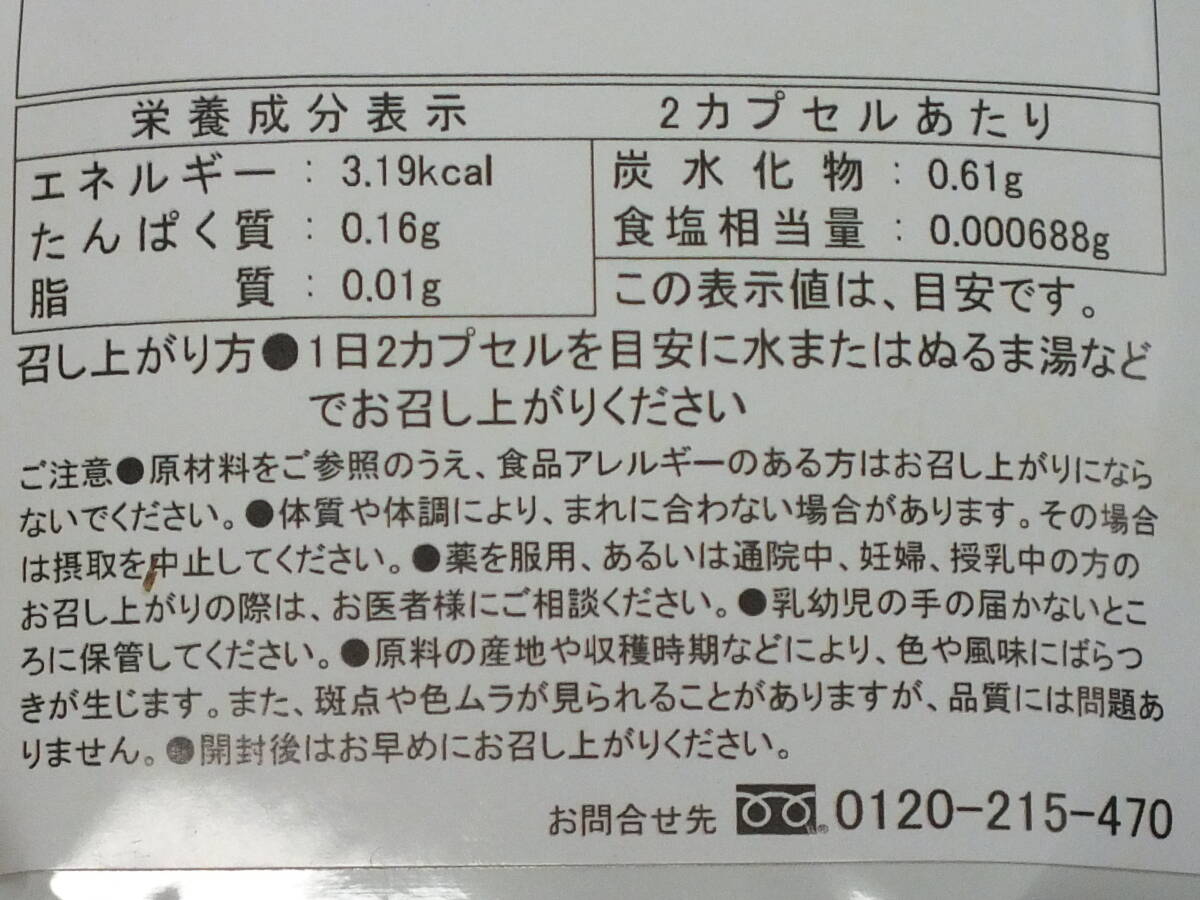 栄養成分表示 2カプセルあたり
エネルギー：3.19kcal 炭水化物：0.61g
たんぱく質：0.16g 食塩相当量：0.000688g
脂質：0.01g この表示値は、目安です。
召し上がり方●1日2カプセルを目安に水またはぬるま湯など
でお召し上がりください
ご注意●原材料をご参照のうえ、食品アレルギーのある方はお召し上がりになら
ないでください。●体質や体調により、まれに合わない場合があります。その場合
は摂取を中止してください。●薬を服用、あるいは通院中、妊婦、授乳中の方の
お召し上がりの際は、お医者様にご相談ください。●乳幼児の手の届かないとこ
ろに保管してください。●原料の産地や収穫時期などにより、色や風味にばらつ
きが生じます。また、斑点や色ムラが見られることがありますが、品質には問題あ
りません。●開封後はお早めにお召し上がりください。
お問合せ先 0120-215-470